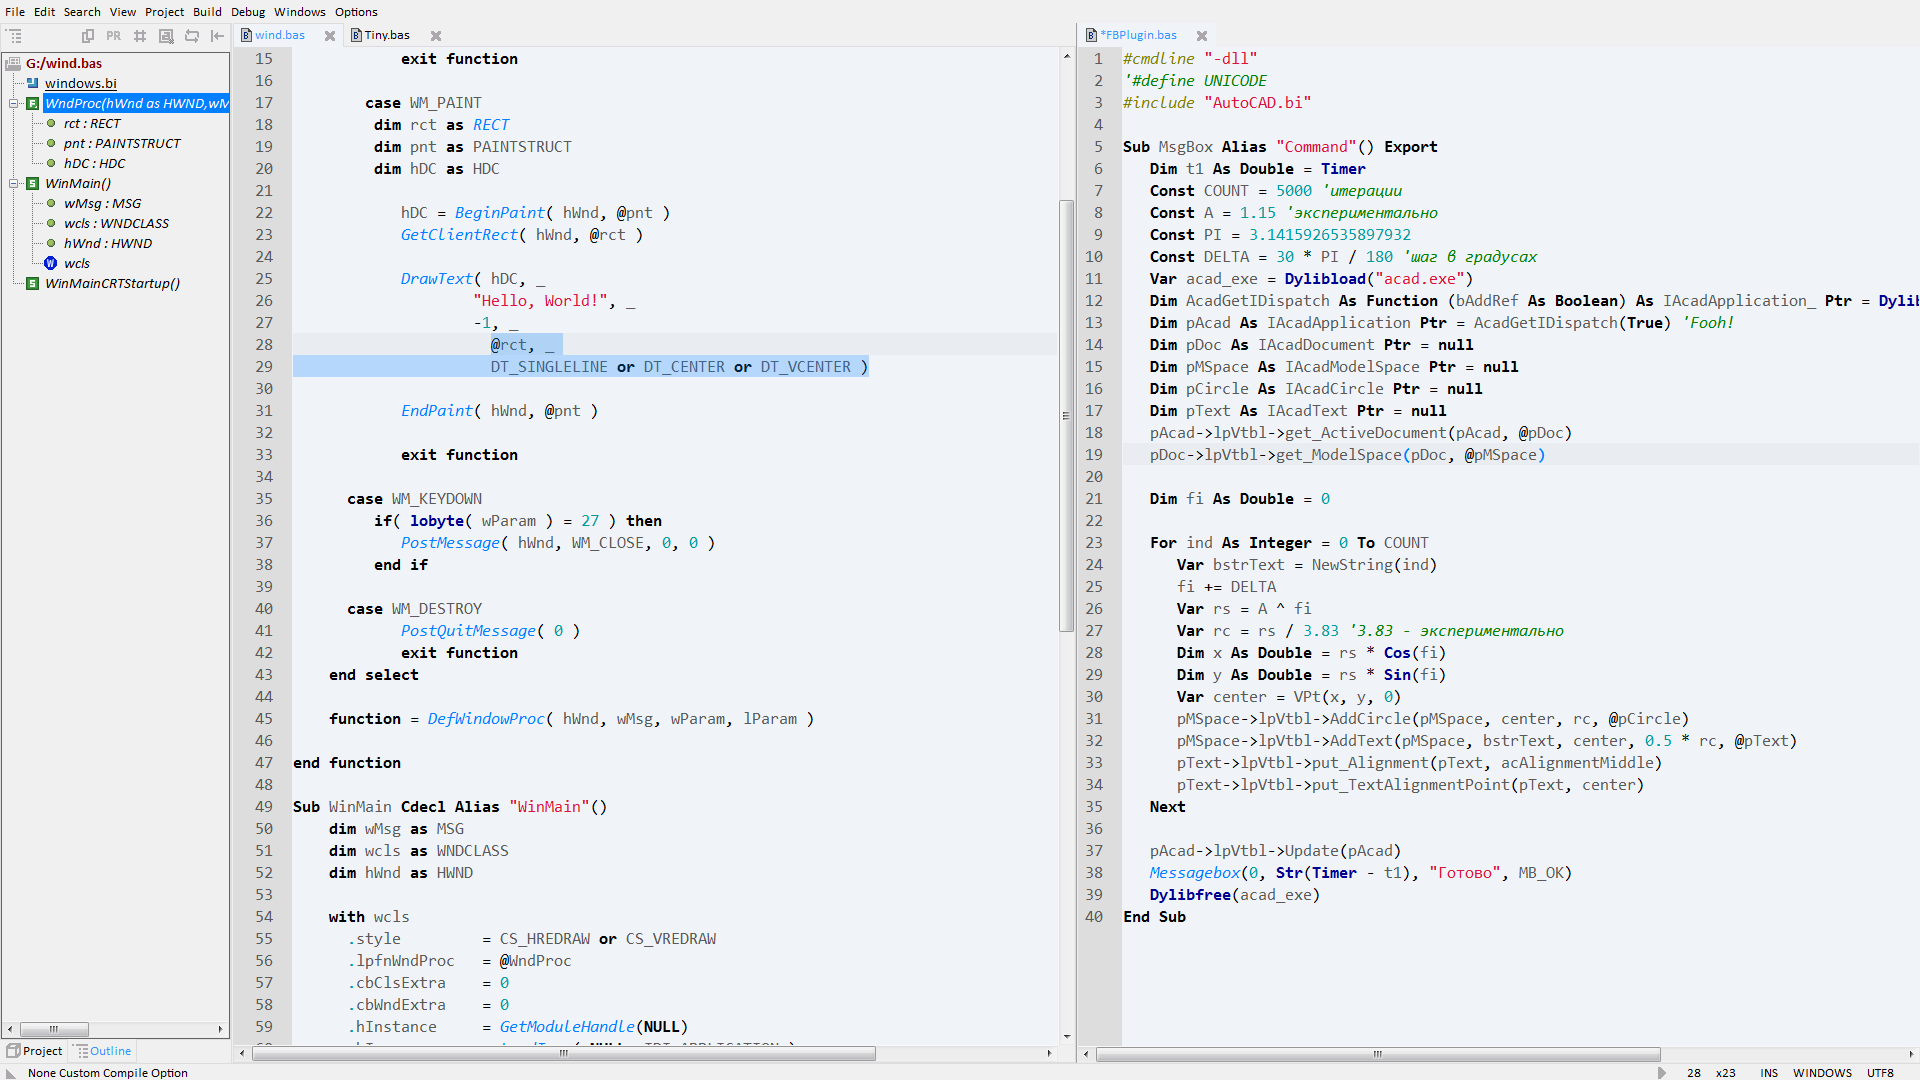 File Edit Search View Project Build Debug Windows Options
PR
wind.bas
Tiny.bas
*FBPlugin.bas
G:/wind.bas
windows.bi
WndProc(hWnd as HWND,wM
rct : RECT
pnt : PAINTSTRUCT
hDC : HDC
WinMain()
wMsg : MSG
wcls : WNDCLASS
hWnd : HWND
wcls
WinMainCRTStartup()
Project
Outline
15 exit function
16
17 case WM_PAINT
18 dim rct as RECT
19 dim pnt as PAINTSTRUCT
20 dim hDC as HDC
21
22 hDC = BeginPaint( hWnd, @pnt )
23 GetClientRect( hWnd, @rct )
24
25 DrawText( hDC, _
26 "Hello, World!", _
27 -1, _
28 @rct, _
29 DT_SINGLELINE or DT_CENTER or DT_VCENTER )
30
31 EndPaint( hWnd, @pnt )
32
33 exit function
34
35 case WM_KEYDOWN
36 if( lobyte( wParam ) = 27 ) then
37 PostMessage( hWnd, WM_CLOSE, 0, 0 )
38 end if
39
40 case WM_DESTROY
41 PostQuitMessage( 0 )
42 exit function
43 end select
44
45 function = DefWindowProc( hWnd, wMsg, wParam, lParam )
46
47 end function
48
49 Sub WinMain Cdecl Alias "WinMain"()
50 dim wMsg as MSG
51 dim wcls as WNDCLASS
52 dim hWnd as HWND
53
54 with wcls
55 .style = CS_HREDRAW or CS_VREDRAW
56 .lpfnWndProc = @WndProc
57 .cbClsExtra = 0
58 .cbWndExtra = 0
59 .hInstance = GetModuleHandle(NULL)
1 #cmdline "-dll"
2 '#define UNICODE
3 #include "AutoCAD.bi"
4
5 Sub MsgBox Alias "Command"() Export
6 Dim t1 As Double = Timer
7 Const COUNT = 5000 'итерации
8 Const A = 1.15 'экспериментально
9 Const PI = 3.1415926535897932
10 Const DELTA = 30 * PI / 180 'шаг в градусах
11 Var acad_exe = Dylibload("acad.exe")
12 Dim AcadGetIDispatch As Function (bAddRef As Boolean) As IAcadApplication_ Ptr = Dylib
13 Dim pAcad As IAcadApplication Ptr = AcadGetIDispatch(True) 'Fooh!
14 Dim pDoc As IAcadDocument Ptr = null
15 Dim pMSpace As IAcadModelSpace Ptr = null
16 Dim pCircle As IAcadCircle Ptr = null
17 Dim pText As IAcadText Ptr = null
18 pAcad->lpVtbl->get_ActiveDocument(pAcad, @pDoc)
19 pDoc->lpVtbl->get_ModelSpace(pDoc, @pMSpace)
20
21 Dim fi As Double = 0
22
23 For ind As Integer = 0 To COUNT
24 Var bstrText = NewString(ind)
25 fi += DELTA
26 Var rs = A ^ fi
27 Var rc = rs / 3.83 '3.83 - экспериментально
28 Dim x As Double = rs * Cos(fi)
29 Dim y As Double = rs * Sin(fi)
30 Var center = VPt(x, y, 0)
31 pMSpace->lpVtbl->AddCircle(pMSpace, center, rc, @pCircle)
32 pMSpace->lpVtbl->AddText(pMSpace, bstrText, center, 0.5 * rc, @pText)
33 pText->lpVtbl->put_Alignment(pText, acAlignmentMiddle)
34 pText->lpVtbl->put_TextAlignmentPoint(pText, center)
35 Next
36
37 pAcad->lpVtbl->Update(pAcad)
38 Messagebox(0, Str(Timer - t1), "Готово", MB_OK)
39 Dylibfree(acad_exe)
40 End Sub
None Custom Compile Option
28 x23 INS WINDOWS UTF8